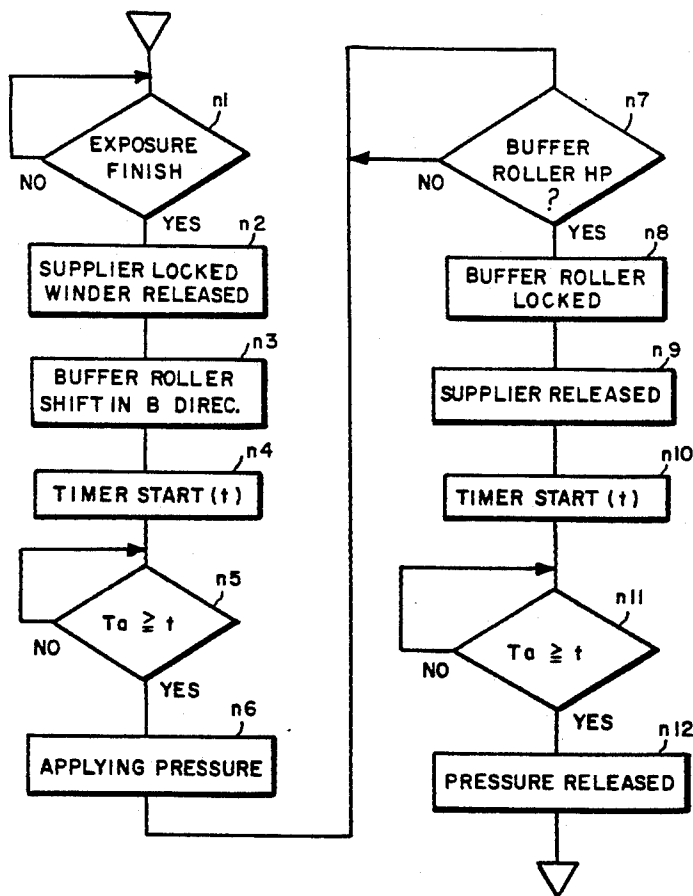 n1
EXPOSURE
FINISH
NO
YES
n2
SUPPLIER LOCKED
WINDER RELEASED
n3
BUFFER ROLLER
SHIFT IN B DIREC.
n4
TIMER START (t)
n5
Ta ≧ t
NO
YES
n6
APPLYING PRESSURE
n7
BUFFER
ROLLER HP
?
NO
YES
n8
BUFFER ROLLER
LOCKED
n9
SUPPLIER RELEASED
n10
TIMER START (t)
n11
Ta ≧ t
NO
YES
n12
PRESSURE RELEASED